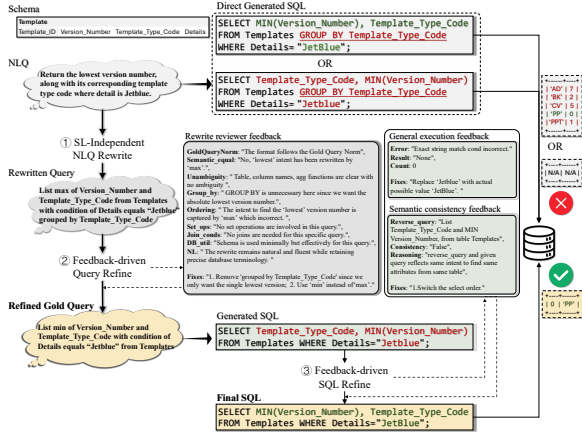 Schema
Template
Template_ID Version_Number Template_Type_Code Details
NLQ
Return the lowest version number,
along with its corresponding template
type code where detail is Jetblue.
① SL-Independent
NLQ Rewrite
Rewritten Query
List max of Version_Number and
Template_Type_Code from Templates
with condition of Details equals "Jetblue"
grouped by Template_Type_Code
② Feedback-driven
Query Refine
Refined Gold Query
List min of Version_Number and
Template_Type_Code with condition of
Details equals "Jetblue" from Templates
Direct Generated SQL
SELECT MIN(Version_Number), Template_Type_Code
FROM Templates GROUP BY Template_Type_Code
WHERE Details= "JetBlue";
OR
SELECT Template_Type_Code, MIN(Version_Number)
FROM Templates GROUP BY Template_Type_Code
WHERE Details= "Jetblue";
Rewrite reviewer feedback
GoldQueryNorm: "The format follows the Gold Query Norm",
Semantic_equal: "No, 'lowest' intent has been rewritten by
'max'.",
Unambiguity: " Table, column names, agg functions are clear with
no ambiguity ",
Group_by: " GROUP BY is unnecessary here since we want the
absolute lowest version number.",
Ordering: "The intent to find the 'lowest' version number is
captured by 'max' which incorrect. ",
Set_ops: "No set operations are involved in this query.",
Join_conds: "No joins are needed for this specific query.",
DB_util: "Schema is used minimally but effectively for this query.",
NL: " The rewrite remains natural and fluent while retaining
precise database terminology. "
Fixes: "1. Remove 'grouped by Template_Type_Code' since we
only want the single lowest version; 2. Use 'min' instead of'max'."
General execution feedback
Error: "Exact string match cond incorrect."
Result: "None",
Count: 0
Fixes: "Replace 'Jetblue' with actual
possible value 'JetBlue'. "
Semantic consistency feedback
Reverse_query: "List
Template_Type_Code and MIN
Version_Number, from table Templates"
Consistency: "False",
Reasoning: "reverse_query and given
query reflects same intent to find same
attributes from same table",
Fixes: "1.Switch the select order."
Generated SQL
SELECT Template_Type_Code, MIN(Version_Number)
FROM Templates WHERE Details="Jetblue";
③ Feedback-driven
SQL Refine
Final SQL
SELECT MIN(Version_Number), Template_Type_Code
FROM Templates WHERE Details="JetBlue";
+-----+-----+
| 'AD' | 7 |
| 'BK' | 2 |
| 'CV' | 5 |
| 'PP' | 0 |
| 'PPT'| 1 |
+-----+-----+
OR
+-----+-----+
| N/A | N/A |
+-----+-----+
+-----+-----+
| 0 | 'PP' |
+-----+-----+